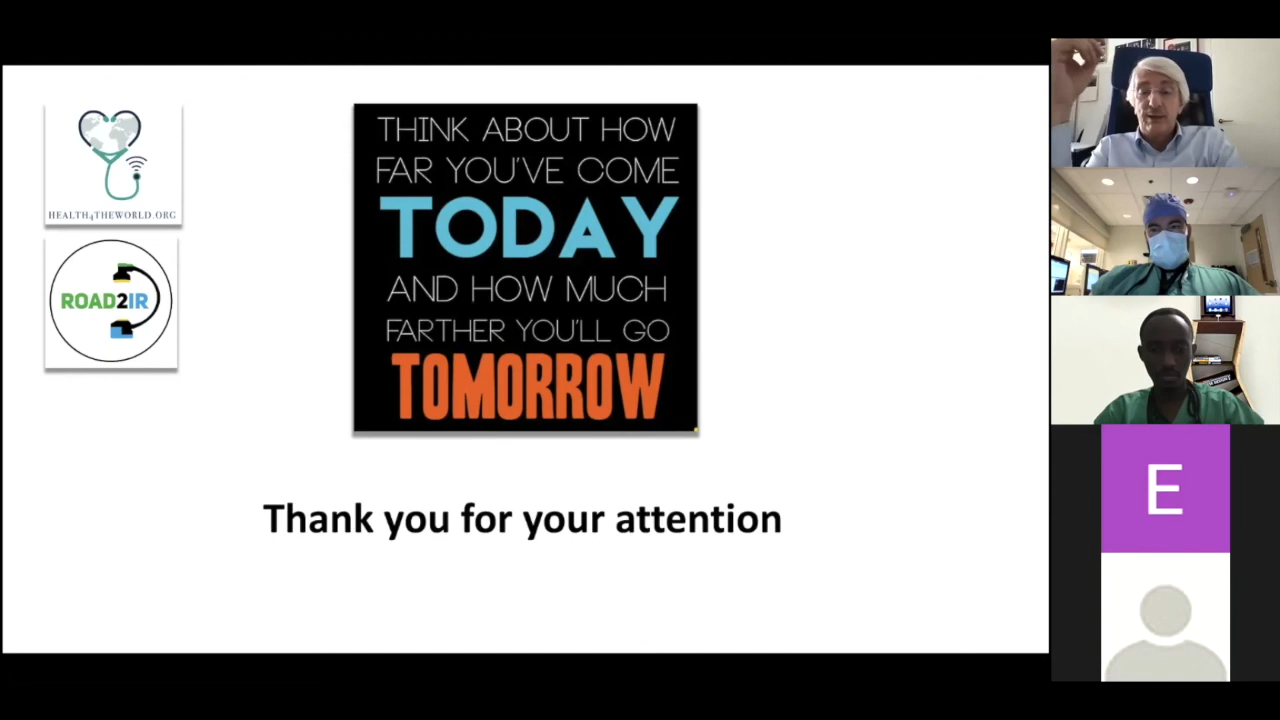 HEALTH4THEWORLD.ORG
ROAD2IR
THINK ABOUT HOW
FAR YOU'VE COME
TODAY
AND HOW MUCH
FARTHER YOU'LL GO
TOMORROW
Thank you for your attention
E